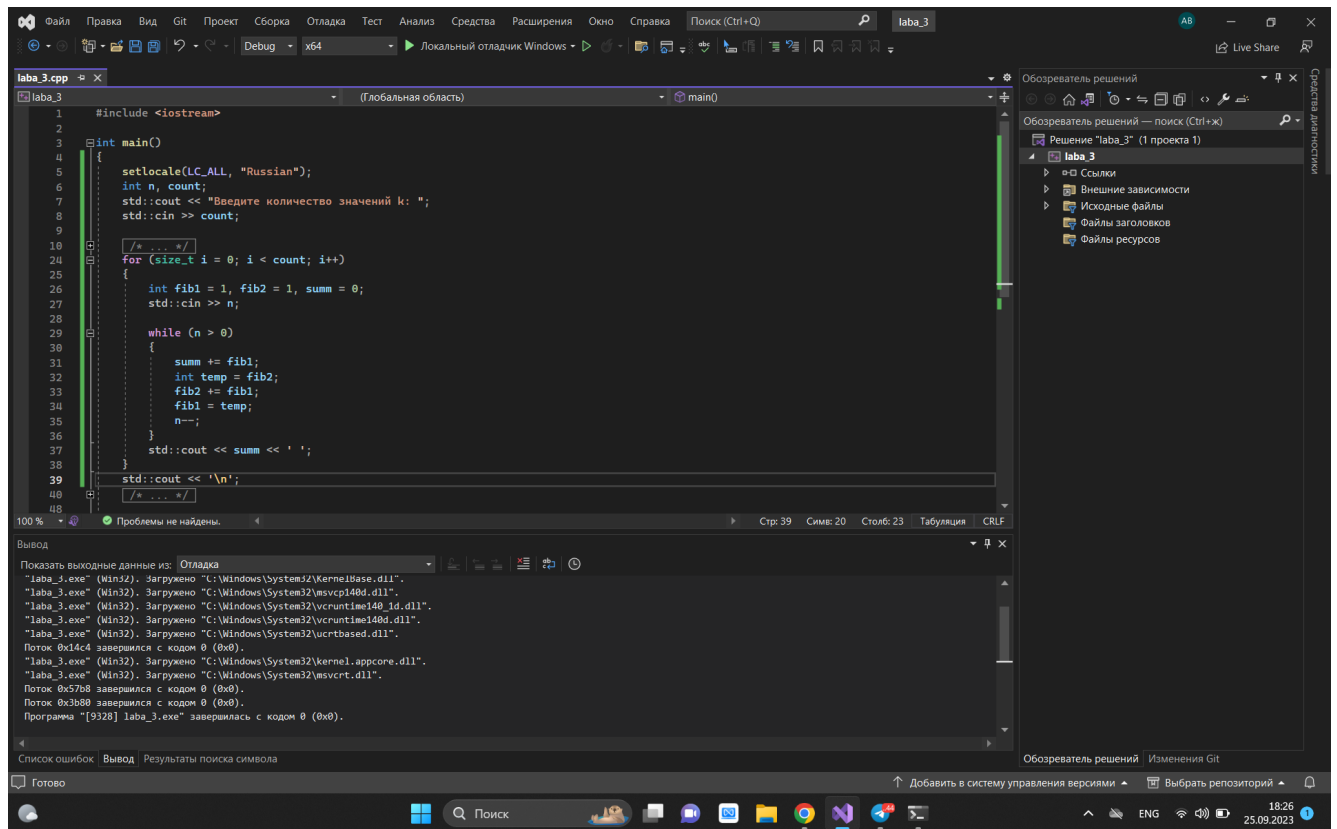 Файл Правка Вид Git Проект Сборка Отладка Тест Анализ Средства Расширения Окно Справка Поиск (Ctrl+Q) laba_3 AB
Debug x64 Локальный отладчик Windows Live Share
laba_3.cpp
laba_3 (Глобальная область) main()
1 #include <iostream>
2
3 int main()
4 {
5 setlocale(LC_ALL, "Russian");
6 int n, count;
7 std::cout << "Введите количество значений k: ";
8 std::cin >> count;
9
10 /* ... */
24 for (size_t i = 0; i < count; i++)
25 {
26 int fib1 = 1, fib2 = 1, summ = 0;
27 std::cin >> n;
28
29 while (n > 0)
30 {
31 summ += fib1;
32 int temp = fib2;
33 fib2 += fib1;
34 fib1 = temp;
35 n--;
36 }
37 std::cout << summ << ' ';
38 }
39 std::cout << '\n';
40 /* ... */
48
100 % Проблемы не найдены. Стр: 39 Симв: 20 Столб: 23 Табуляция CRLF
Вывод
Показать выходные данные из: Отладка
"laba_3.exe" (Win32). Загружено "C:\Windows\System32\KernelBase.dll".
"laba_3.exe" (Win32). Загружено "C:\Windows\System32\msvcp140d.dll".
"laba_3.exe" (Win32). Загружено "C:\Windows\System32\vcruntime140_1d.dll".
"laba_3.exe" (Win32). Загружено "C:\Windows\System32\vcruntime140d.dll".
"laba_3.exe" (Win32). Загружено "C:\Windows\System32\ucrtbased.dll".
Поток 0x14c4 завершился с кодом 0 (0x0).
"laba_3.exe" (Win32). Загружено "C:\Windows\System32\kernel.appcore.dll".
"laba_3.exe" (Win32). Загружено "C:\Windows\System32\msvcrt.dll".
Поток 0x57b8 завершился с кодом 0 (0x0).
Поток 0x3b80 завершился с кодом 0 (0x0).
Программа "[9328] laba_3.exe" завершилась с кодом 0 (0x0).
Список ошибок Вывод Результаты поиска символа
Обозреватель решений
Обозреватель решений — поиск (Ctrl+ж)
Решение "laba_3" (1 проекта 1)
laba_3
Ссылки
Внешние зависимости
Исходные файлы
Файлы заголовков
Файлы ресурсов
Обозреватель решений Изменения Git
Средства диагностики
Готово Добавить в систему управления версиями Выбрать репозиторий
Поиск 44 ENG 18:26
25.09.2023 1